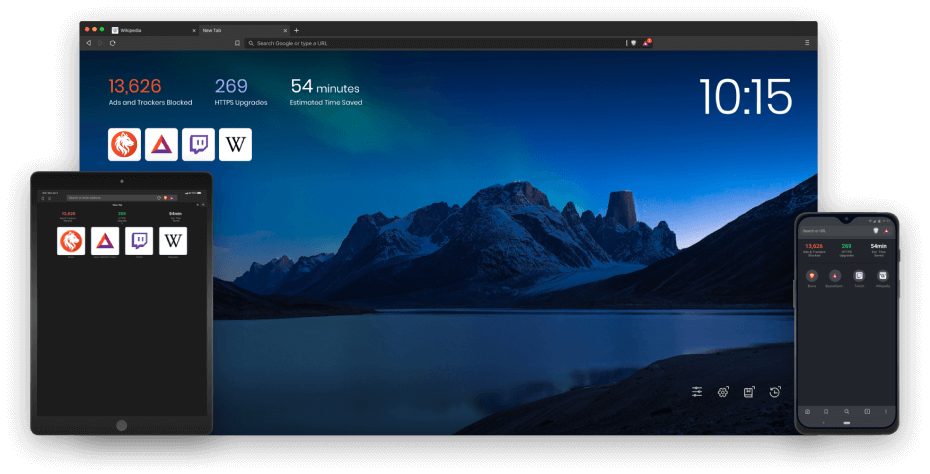 Wikipedia
New Tab
Search Google or type a URL
13,626
Ads and Trackers Blocked
269
HTTPS Upgrades
54 minutes
Estimated Time Saved
10:15
W
New Tab
13,626
269
54min
W
Search or URL
13,626
Ads & Trackers
Blocked
269
HTTPS
Upgrades
54min
Est. Time
Saved
Brave
Twitch
W
Wikipedia